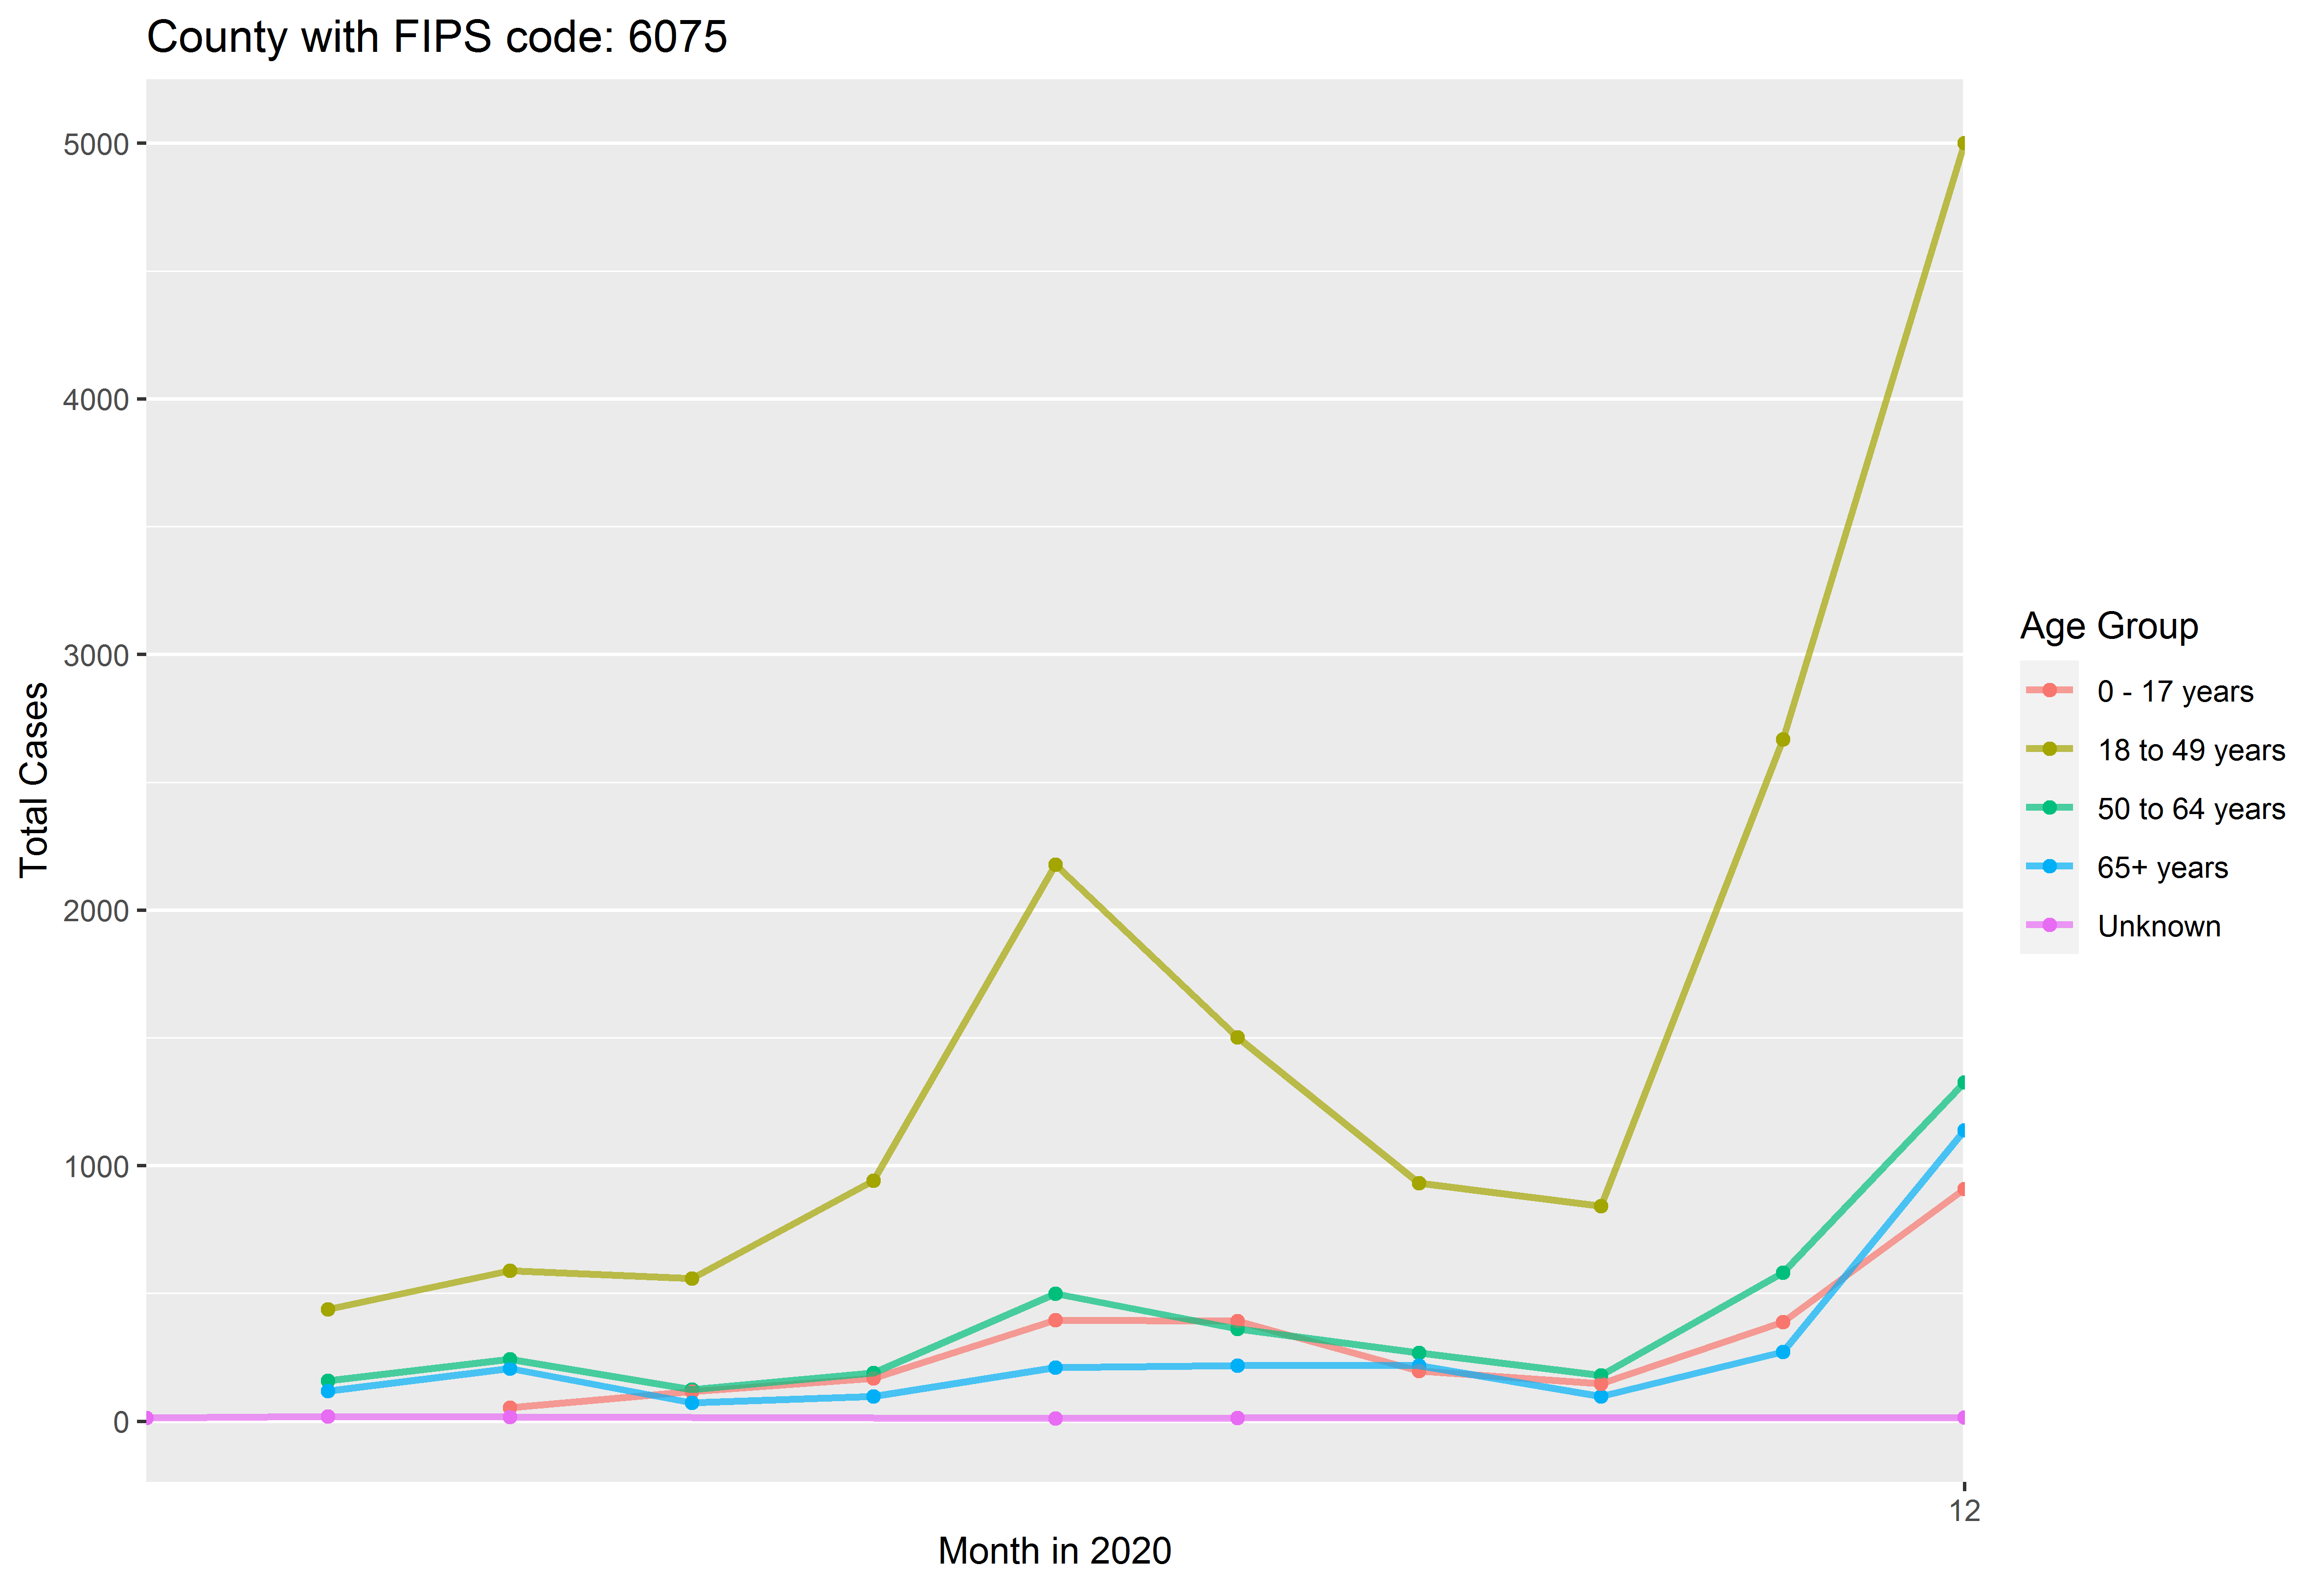 County with FIPS code: 6075
5000
4000
3000
2000
1000
0
Total Cases
12
Month in 2020
Age Group
0 - 17 years
18 to 49 years
50 to 64 years
65+ years
Unknown